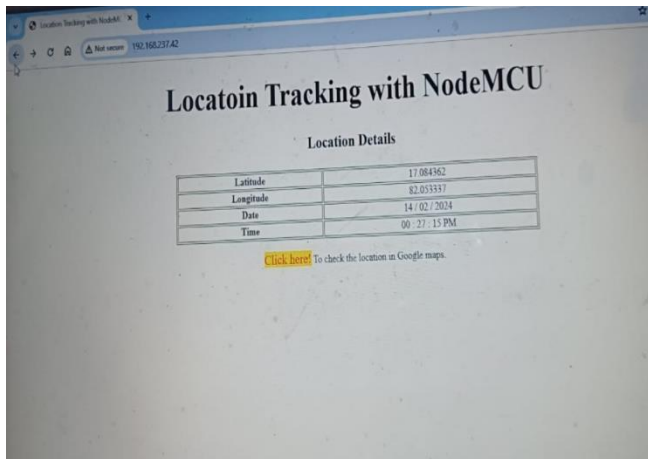 Location Tracking with NodeMC
Not secure 192.168.237.42
Locatoin Tracking with NodeMCU
Location Details
Latitude 17.084362
Longitude 82.053337
Date 14 / 02 / 2024
Time 00 : 27 : 15 PM
Click here! To check the location in Google maps.